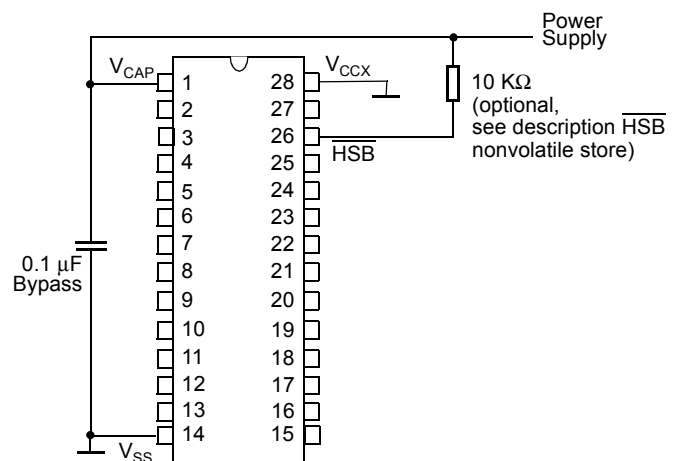 Power
Supply
VCAP
VCCX
1 28
10 KΩ
2 27
(optional,
3 26
see description HSB
HSB
nonvolatile store)
4 25
5 24
6 23
7 22
0.1 μF
Bypass
8 21
9 20
10 19
11 18
12 17
13 16
14 15
VSS